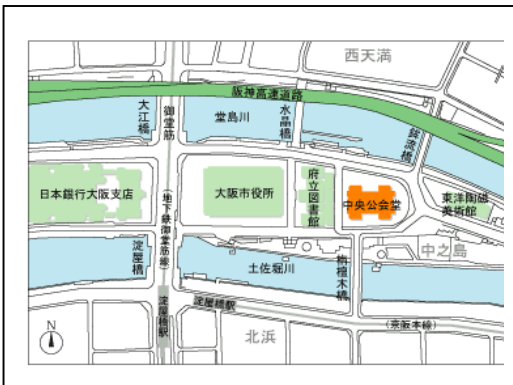 西天満
阪神高速道路
大江橋
御堂筋
堂島川
水晶橋
鉾流橋
日本銀行大阪支店
(地下鉄御堂筋線)
大阪市役所
府立図書館
中央公会堂
東洋陶磁
美術館
中之島
淀屋橋
土佐堀川
栴檀木橋
淀屋橋駅
淀屋橋駅
(京阪本線)
北浜
N